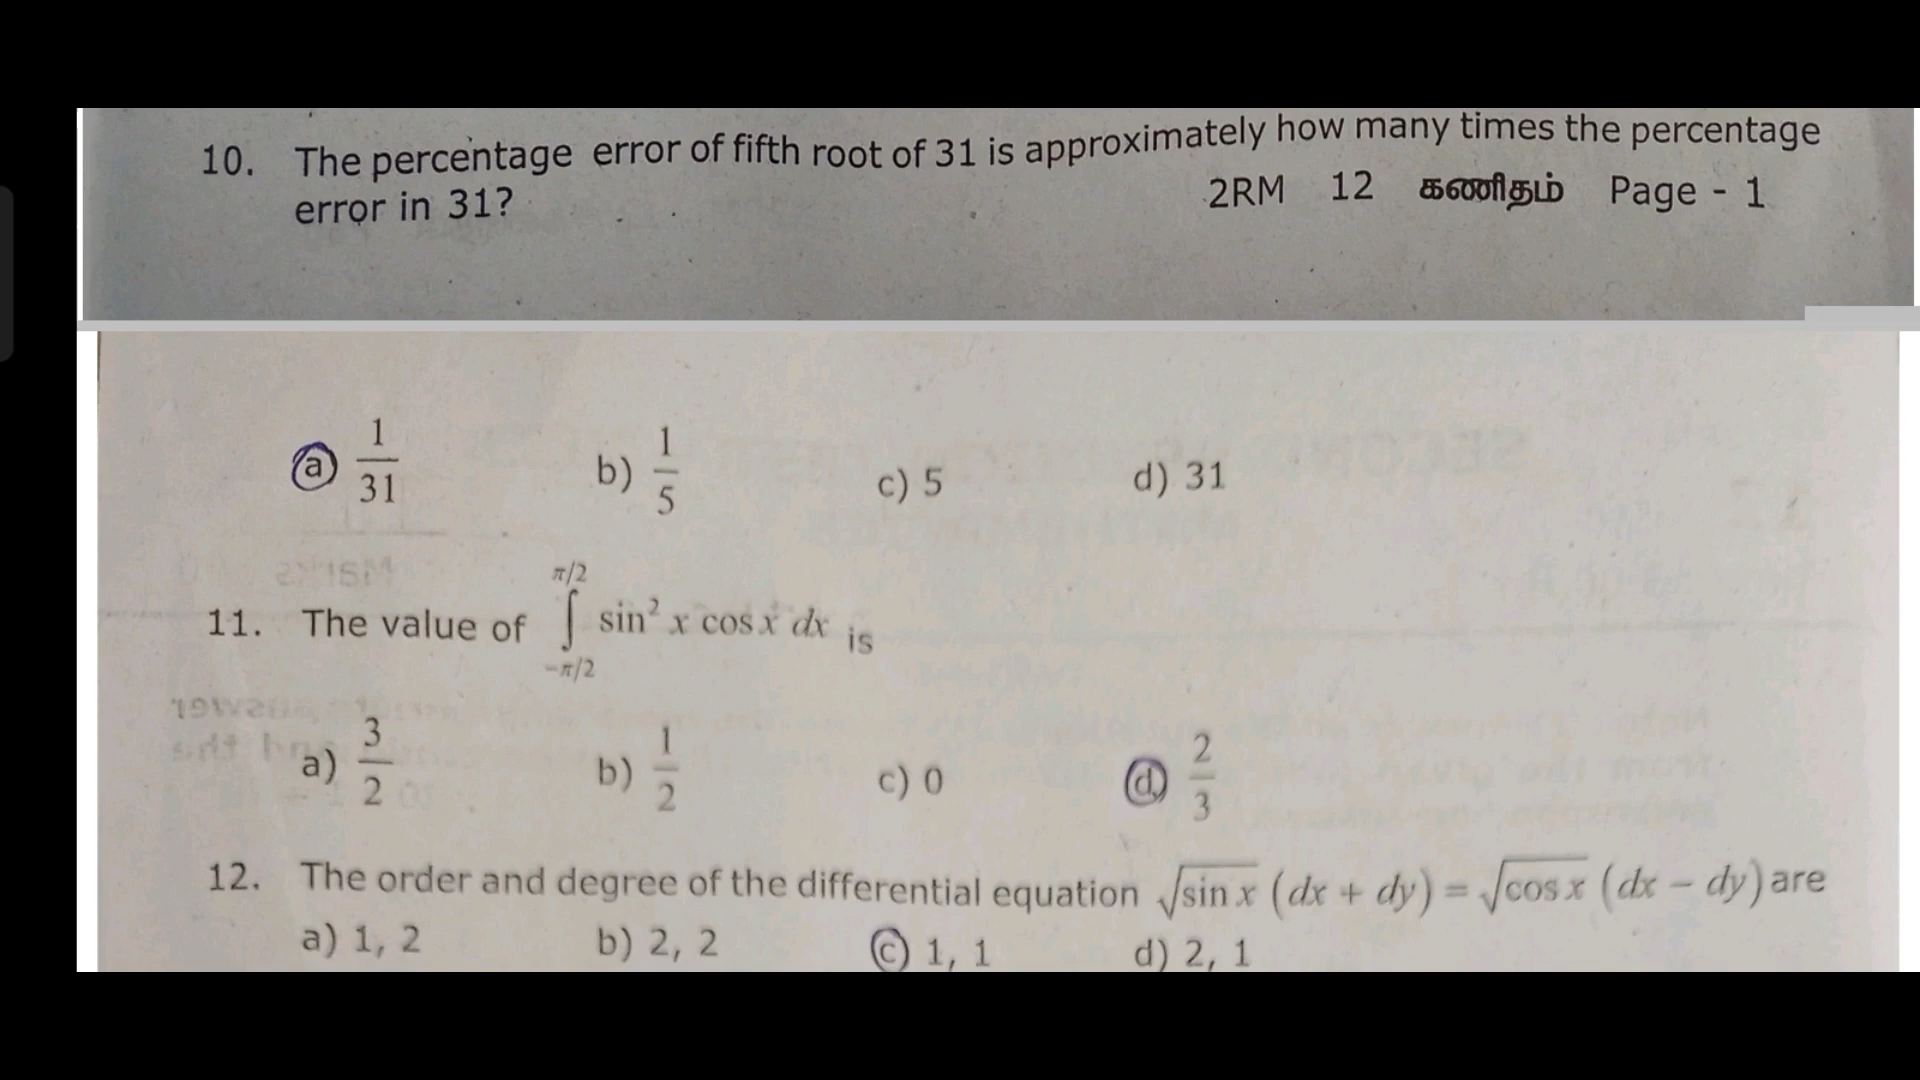 10. The percentage error of fifth root of 31 is approximately how many times the percentage
error in 31? 2RM 12 கணிதம் Page - 1
a) 1/31 b) 1/5 c) 5 d) 31
11. The value of ∫_{-π/2}^{π/2} sin² x cos x dx is
a) 3/2 b) 1/2 c) 0 d) 2/3
12. The order and degree of the differential equation √sin x (dx + dy) = √cos x (dx − dy) are
a) 1, 2 b) 2, 2 c) 1, 1 d) 2, 1